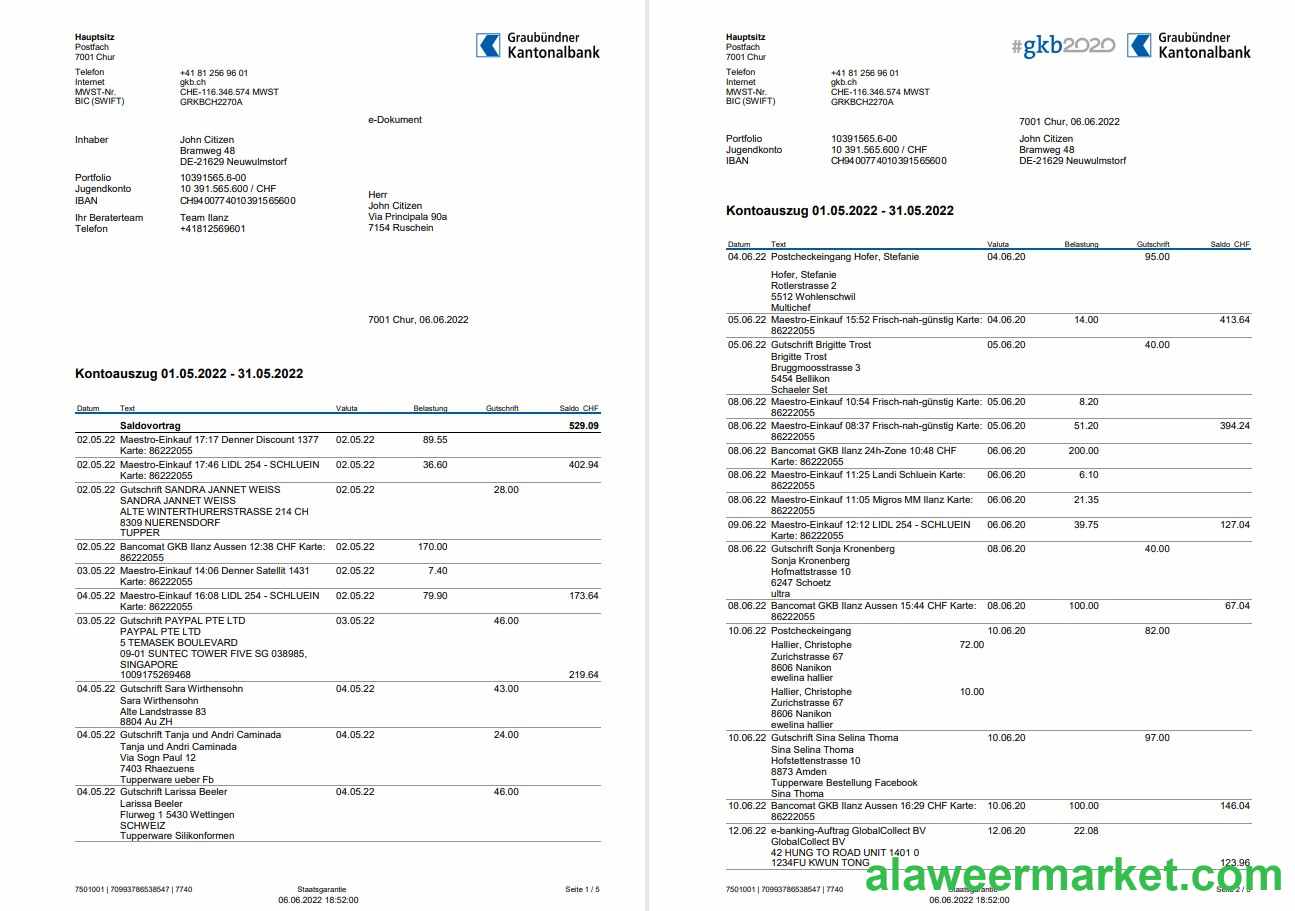 Hauptsitz
Postfach
7001 Chur
Graubündner
Kantonalbank
Telefon +41 81 256 96 01
Internet gkb.ch
MWST-Nr. CHE-116.346.574 MWST
BIC (SWIFT) GRKBCH2270A
e-Dokument
Inhaber John Citizen
Bramweg 48
DE-21629 Neuwulmstorf
Portfolio 10391565.6-00
Jugendkonto 10 391.565.600 / CHF
IBAN CH9400774010391565600
Herr
John Citizen
Via Principala 90a
7154 Ruschein
Ihr Beraterteam Team Ilanz
Telefon +41812569601
7001 Chur, 06.06.2022
Kontoauszug 01.05.2022 - 31.05.2022
Datum Text Valuta Belastung Gutschrift Saldo CHF
Saldovortrag 529.09
02.05.22 Maestro-Einkauf 17:17 Denner Discount 1377 02.05.22 89.55
Karte: 86222055
02.05.22 Maestro-Einkauf 17:46 LIDL 254 - SCHLUEIN 02.05.22 36.60 402.94
Karte: 86222055
02.05.22 Gutschrift SANDRA JANNET WEISS 02.05.22 28.00
SANDRA JANNET WEISS
ALTE WINTERTHURERSTRASSE 214 CH
8309 NUERENSDORF
TUPPER
02.05.22 Bancomat GKB Ilanz Aussen 12:38 CHF Karte: 02.05.22 170.00
86222055
03.05.22 Maestro-Einkauf 14:06 Denner Satellit 1431 02.05.22 7.40
Karte: 86222055
04.05.22 Maestro-Einkauf 16:08 LIDL 254 - SCHLUEIN 02.05.22 79.90 173.64
Karte: 86222055
03.05.22 Gutschrift PAYPAL PTE LTD 03.05.22 46.00
PAYPAL PTE LTD
5 TEMASEK BOULEVARD
09-01 SUNTEC TOWER FIVE SG 038985,
SINGAPORE
1009175269468 219.64
04.05.22 Gutschrift Sara Wirthensohn 04.05.22 43.00
Sara Wirthensohn
Alte Landstrasse 83
8804 Au ZH
04.05.22 Gutschrift Tanja und Andri Caminada 04.05.22 24.00
Tanja und Andri Caminada
Via Sogn Paul 12
7403 Rhaezuens
Tupperware ueber Fb
04.05.22 Gutschrift Larissa Beeler 04.05.22 46.00
Larissa Beeler
Flurweg 1 5430 Wettingen
SCHWEIZ
Tupperware Silikonformen
7501001 | 70993786538547 | 7740 Staatsgarantie Seite 1 / 5
06.06.2022 18:52:00
Hauptsitz
Postfach
7001 Chur
#gkb2020
Graubündner
Kantonalbank
Telefon +41 81 256 96 01
Internet gkb.ch
MWST-Nr. CHE-116.346.574 MWST
BIC (SWIFT) GRKBCH2270A
7001 Chur, 06.06.2022
Portfolio 10391565.6-00 John Citizen
Jugendkonto 10 391.565.600 / CHF Bramweg 48
IBAN CH9400774010391565600 DE-21629 Neuwulmstorf
Kontoauszug 01.05.2022 - 31.05.2022
Datum Text Valuta Belastung Gutschrift Saldo CHF
04.06.22 Postcheckeingang Hofer, Stefanie 04.06.20 95.00
Hofer, Stefanie
Rotlerstrasse 2
5512 Wohlenschwil
Multichef
05.06.22 Maestro-Einkauf 15:52 Frisch-nah-günstig Karte: 04.06.20 14.00 413.64
86222055
05.06.22 Gutschrift Brigitte Trost 05.06.20 40.00
Brigitte Trost
Bruggmoosstrasse 3
5454 Bellikon
Schaeler Set
08.06.22 Maestro-Einkauf 10:54 Frisch-nah-günstig Karte: 05.06.20 8.20
86222055
08.06.22 Maestro-Einkauf 08:37 Frisch-nah-günstig Karte: 05.06.20 51.20 394.24
86222055
08.06.22 Bancomat GKB Ilanz 24h-Zone 10:48 CHF 06.06.20 200.00
Karte: 86222055
08.06.22 Maestro-Einkauf 11:25 Landi Schluein Karte: 06.06.20 6.10
86222055
08.06.22 Maestro-Einkauf 11:05 Migros MM Ilanz Karte: 06.06.20 21.35
86222055
09.06.22 Maestro-Einkauf 12:12 LIDL 254 - SCHLUEIN 06.06.20 39.75 127.04
Karte: 86222055
08.06.22 Gutschrift Sonja Kronenberg 08.06.20 40.00
Sonja Kronenberg
Hofmattstrasse 10
6247 Schoetz
ultra
08.06.22 Bancomat GKB Ilanz Aussen 15:44 CHF Karte: 08.06.20 100.00 67.04
86222055
10.06.22 Postcheckeingang 10.06.20 82.00
Hallier, Christophe 72.00
Zurichstrasse 67
8606 Nanikon
ewelina hallier
Hallier, Christophe 10.00
Zurichstrasse 67
8606 Nanikon
ewelina hallier
10.06.22 Gutschrift Sina Selina Thoma 10.06.20 97.00
Sina Selina Thoma
Hofstettenstrasse 10
8873 Amden
Tupperware Bestellung Facebook
Sina Thoma
10.06.22 Bancomat GKB Ilanz Aussen 16:29 CHF Karte: 10.06.20 100.00 146.04
86222055
12.06.22 e-banking-Auftrag GlobalCollect BV 12.06.20 22.08
GlobalCollect BV
42 HUNG TO ROAD UNIT 1401 0
1234FU KWUN TONG 123.96
7501001 | 70993786538547 | 7740 Staatsgarantie Seite 2 / 5
06.06.2022 18:52:00
alaweermarket.com